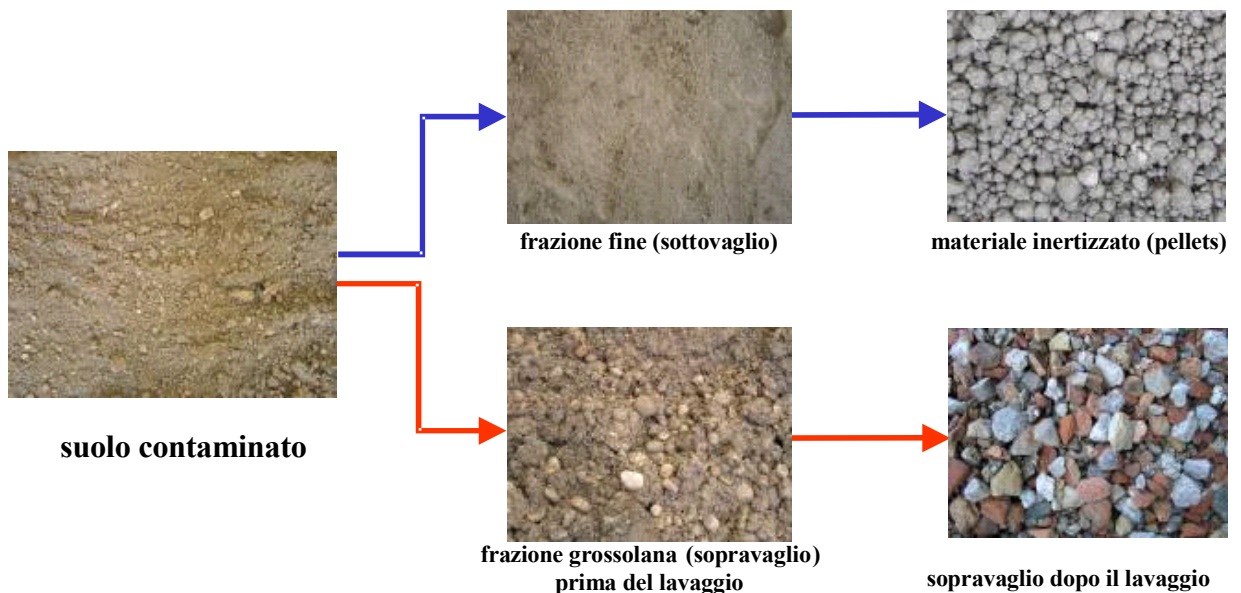 suolo contaminato
frazione fine (sottovaglio)
materiale inertizzato (pellets)
frazione grossolana (sopravaglio)
prima del lavaggio
sopravaglio dopo il lavaggio